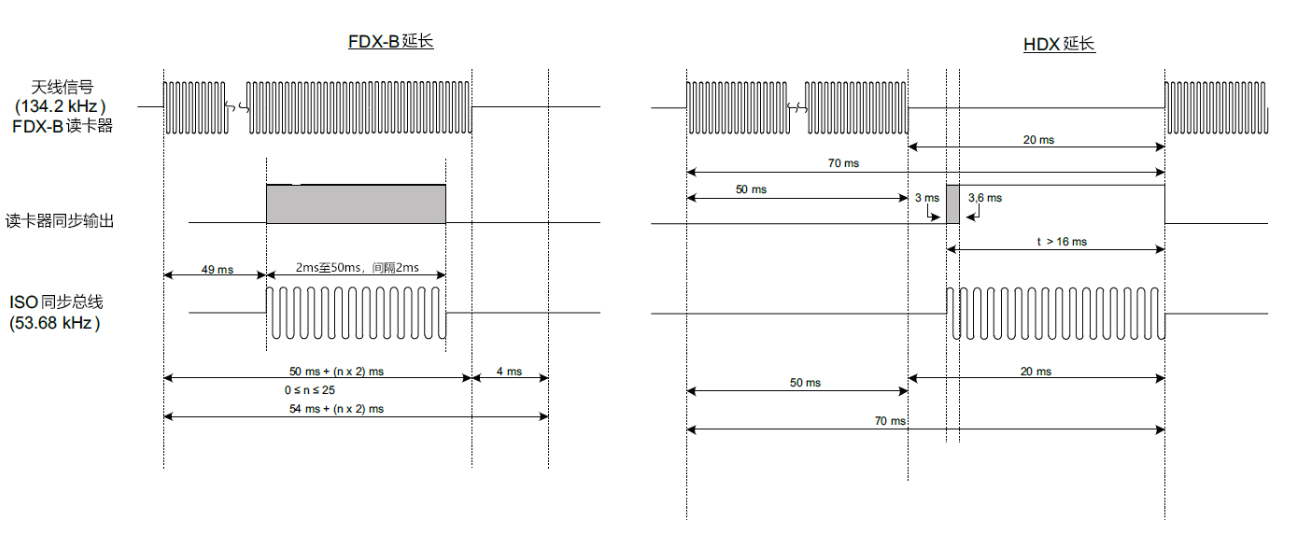 FDX-B 延长
HDX 延长
天线信号
(134.2 kHz )
FDX-B 读卡器
20 ms
70 ms
50 ms
3 ms
3,6 ms
读卡器同步输出
t > 16 ms
49 ms
2ms至50ms，间隔2ms
ISO 同步总线
(53.68 kHz )
50 ms + (n x 2) ms
4 ms
0 ≤ n ≤ 25
54 ms + (n x 2) ms
20 ms
50 ms
70 ms